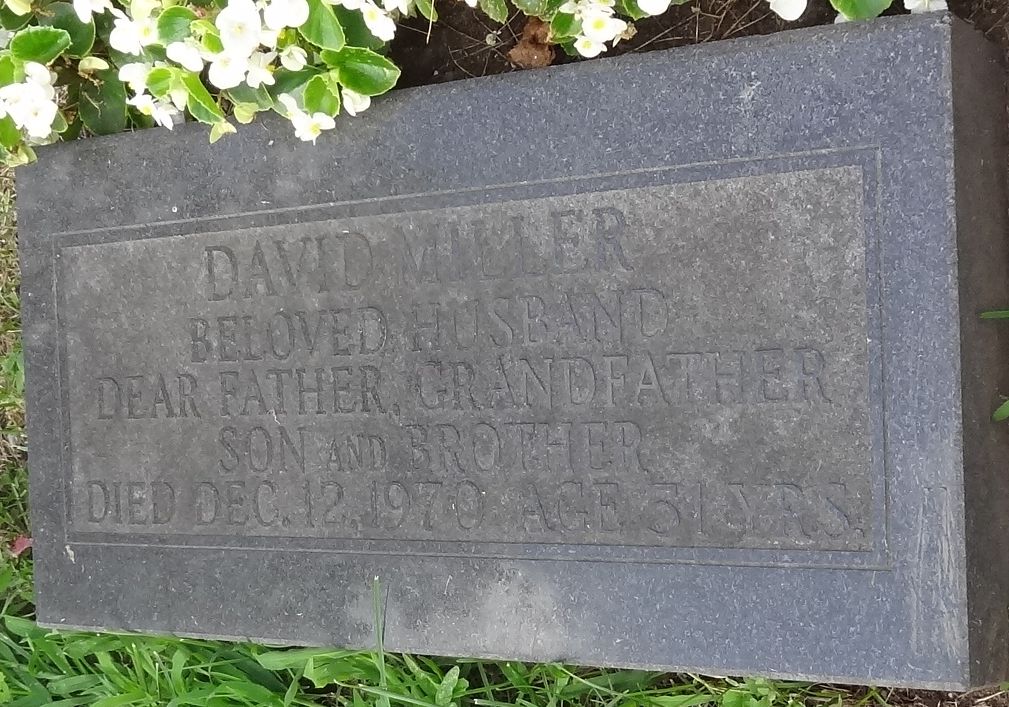 DAVID MILLER
BELOVED HUSBAND
DEAR FATHER, GRANDFATHER
SON AND BROTHER
DIED DEC. 12, 1970 AGE 51 YRS.